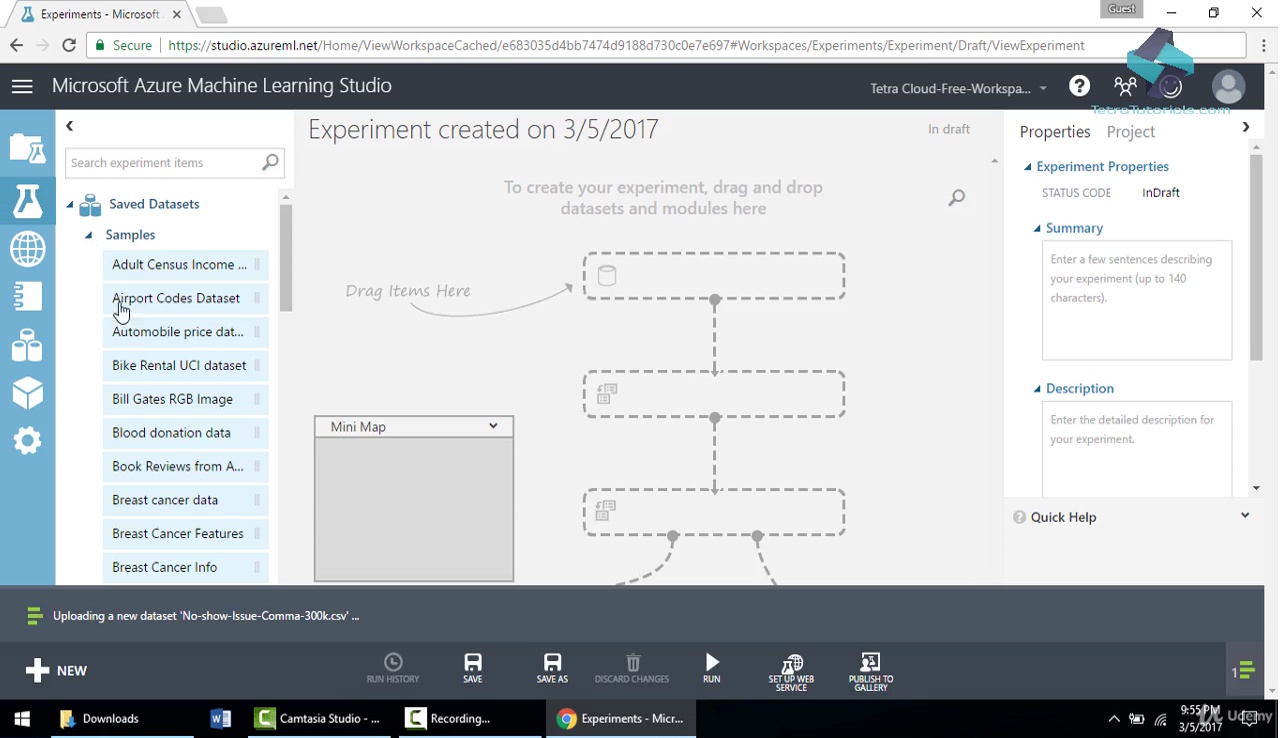 Experiments - Microsoft
Guest
Secure
https://studio.azureml.net/Home/ViewWorkspaceCached/e683035d4bb7474d9188d730c0e7e697#Workspaces/Experiments/Experiment/Draft/ViewExperiment
Microsoft Azure Machine Learning Studio
Tetra Cloud-Free-Workspa...
?
TetraTutorials.com
Search experiment items
Saved Datasets
Samples
Adult Census Income ...
Airport Codes Dataset
Automobile price dat...
Bike Rental UCI dataset
Bill Gates RGB Image
Blood donation data
Book Reviews from A...
Breast cancer data
Breast Cancer Features
Breast Cancer Info
Experiment created on 3/5/2017
In draft
To create your experiment, drag and drop
datasets and modules here
Drag Items Here
Mini Map
Properties
Project
Experiment Properties
STATUS CODE
InDraft
Summary
Enter a few sentences describing
your experiment (up to 140
characters).
Description
Enter the detailed description for
your experiment.
? Quick Help
Uploading a new dataset 'No-show-Issue-Comma-300k.csv' ...
NEW
RUN HISTORY
SAVE
SAVE AS
DISCARD CHANGES
RUN
SET UP WEB
SERVICE
PUBLISH TO
GALLERY
1
Downloads
Camtasia Studio - ...
Recording...
Experiments - Micr...
9:55 PM
3/5/2017
Udemy